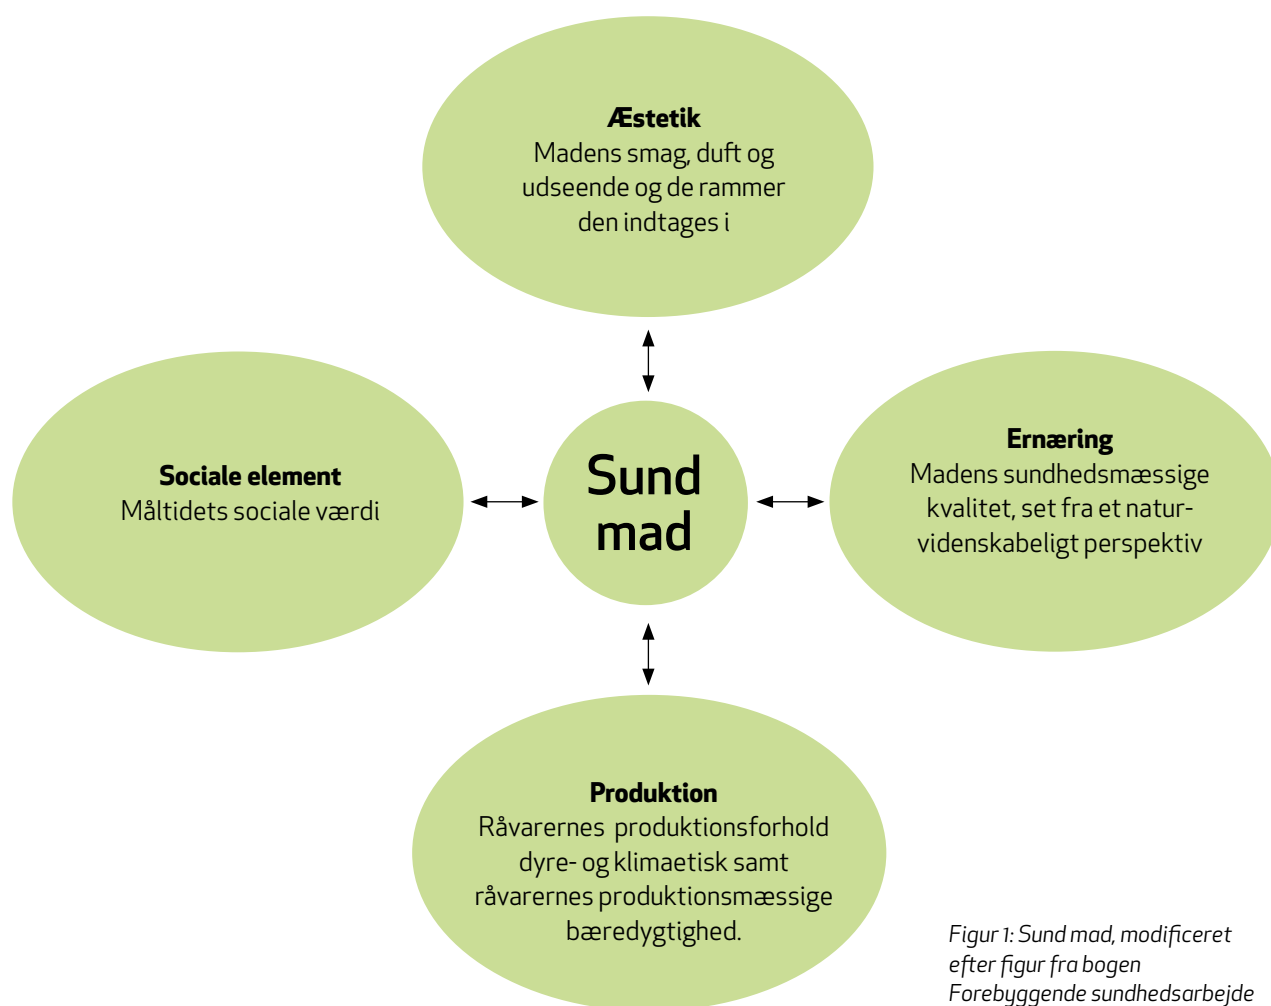 Æstetik
Madens smag, duft og
udseende og de rammer
den indtages i
Sociale element
Måltidets sociale værdi
Sund
mad
Ernæring
Madens sundhedsmæssige
kvalitet, set fra et natur-
videnskabeligt perspektiv
Produktion
Råvarernes produktionsforhold
dyre- og klimaetisk samt
råvarernes produktionsmæssige
bæredygtighed.
Figur 1: Sund mad, modificeret
efter figur fra bogen
Forebyggende sundhedsarbejde